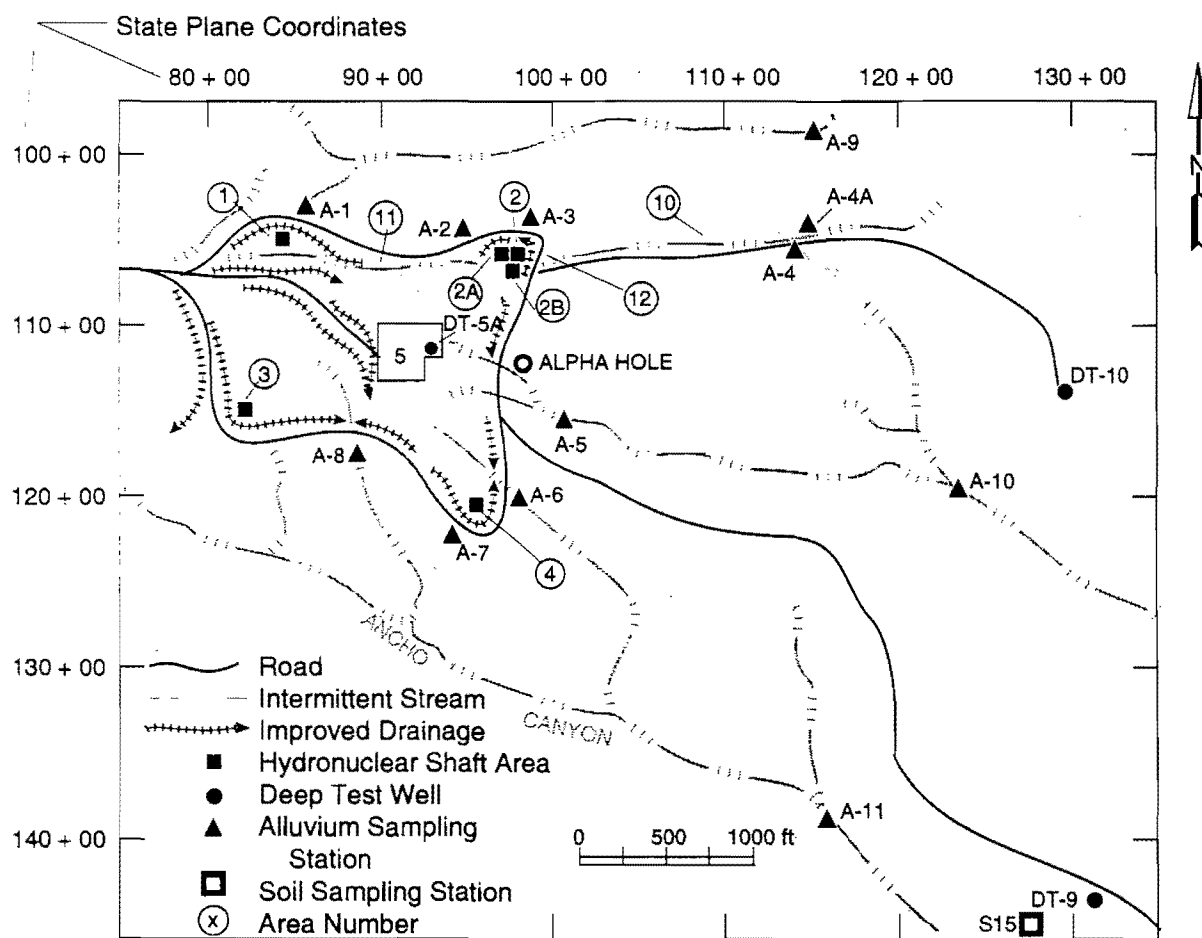 State Plane Coordinates
80 + 00
90 + 00
100 + 00
110 + 00
120 + 00
130 + 00
N
100 + 00
A-9
1
A-1
11
A-2
2
A-3
10
A-4A
A-4
2A
2B
12
110 + 00
DT-5A
5
ALPHA HOLE
DT-10
3
A-5
A-8
A-10
120 + 00
A-6
A-7
4
ANCHO
CANYON
130 + 00
Road
Intermittent Stream
Improved Drainage
Hydronuclear Shaft Area
Deep Test Well
Alluvium Sampling
Station
Soil Sampling Station
X Area Number
0 500 1000 ft
140 + 00
A-11
DT-9
S15